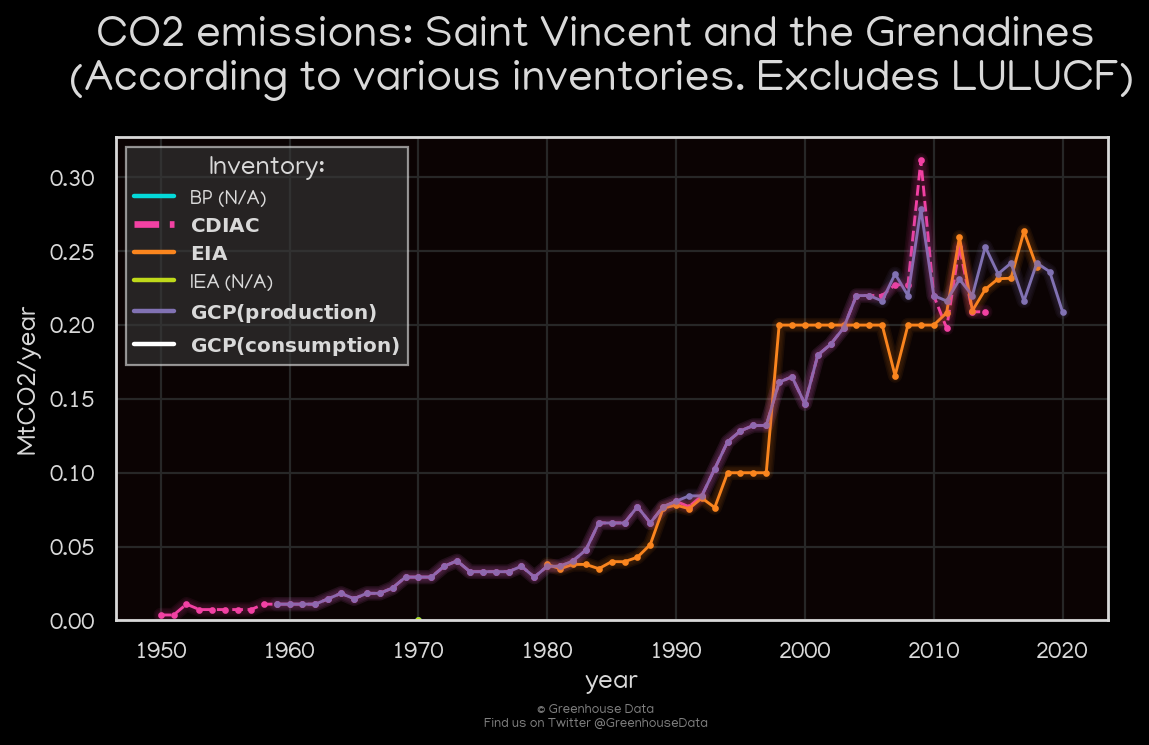 CO2 emissions: Saint Vincent and the Grenadines
(According to various inventories. Excludes LULUCF)
Inventory:
BP (N/A)
CDIAC
EIA
IEA (N/A)
GCP(production)
GCP(consumption)
MtCO2/year
0.30
0.25
0.20
0.15
0.10
0.05
0.00
1950 1960 1970 1980 1990 2000 2010 2020
year
© Greenhouse Data
Find us on Twitter @GreenhouseData